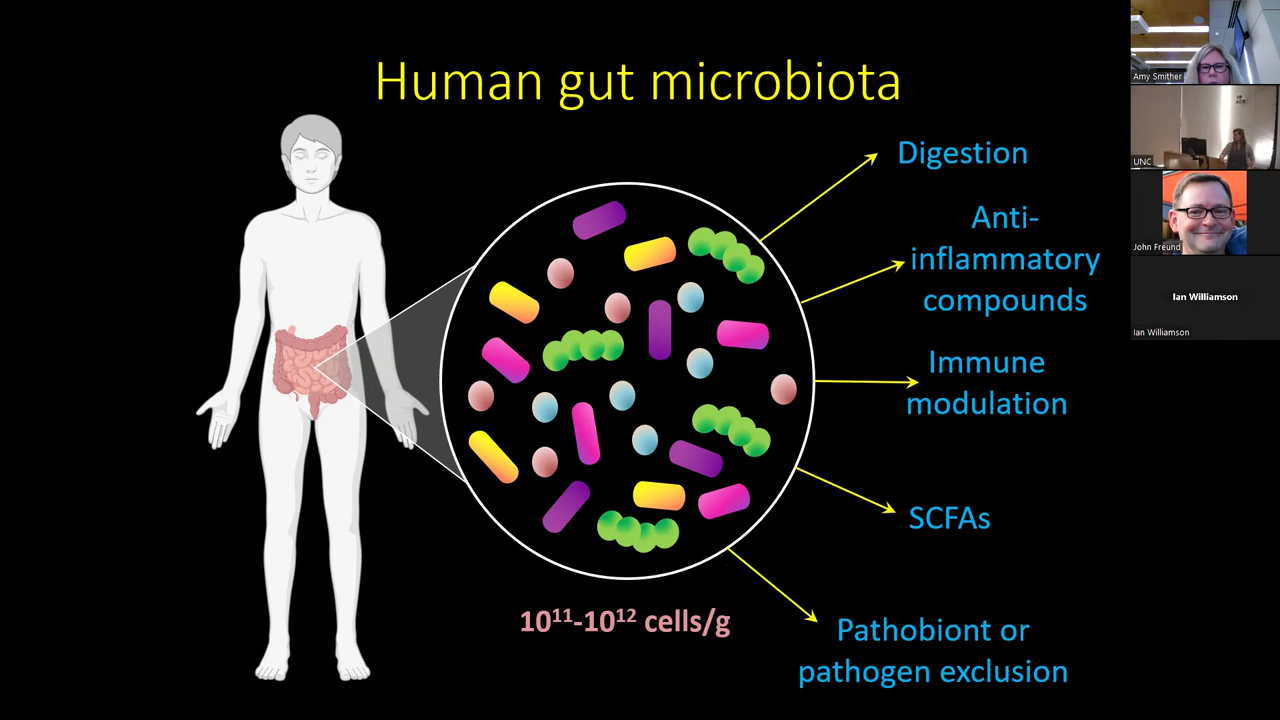 Human gut microbiota
Digestion
Anti-
inflammatory
compounds
Immune
modulation
SCFAs
Pathobiont or
pathogen exclusion
10¹¹-10¹² cells/g
Amy Smither
UNC
John Freund
Ian Williamson
Ian Williamson